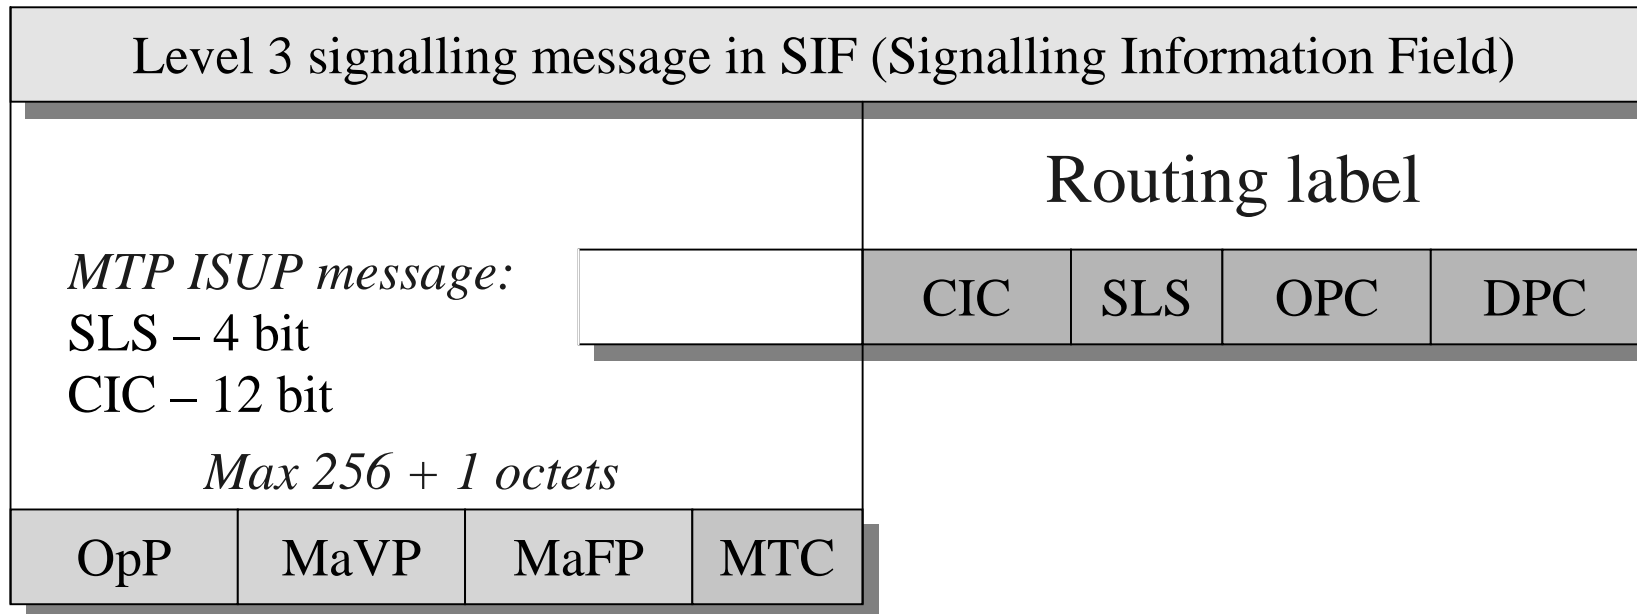 Level 3 signalling message in SIF (Signalling Information Field)
Routing label
CIC SLS OPC DPC
MTP ISUP message:
SLS – 4 bit
CIC – 12 bit
Max 256 + 1 octets
OpP MaVP MaFP MTC